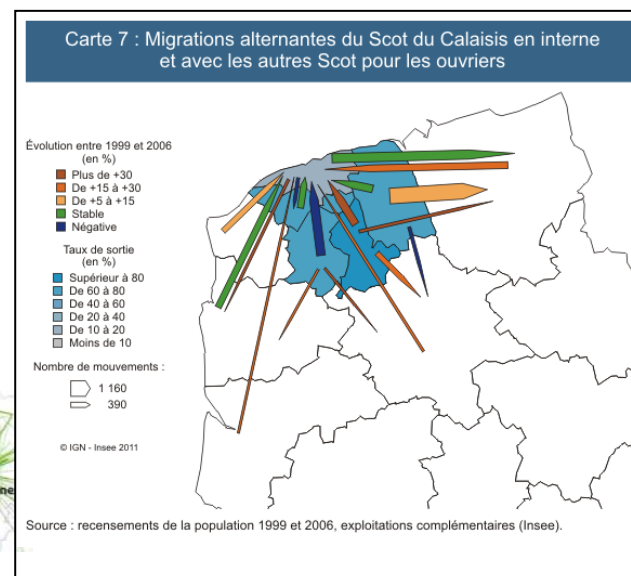 Carte 7 : Migrations alternantes du Scot du Calaisis en interne
et avec les autres Scot pour les ouvriers
Évolution entre 1999 et 2006
(en %)
Plus de +30
De +15 à +30
De +5 à +15
Stable
Négative
Taux de sortie
(en %)
Supérieur à 80
De 60 à 80
De 40 à 60
De 20 à 40
De 10 à 20
Moins de 10
Nombre de mouvements :
1 160
390
© IGN - Insee 2011
Source : recensements de la population 1999 et 2006, exploitations complémentaires (Insee).